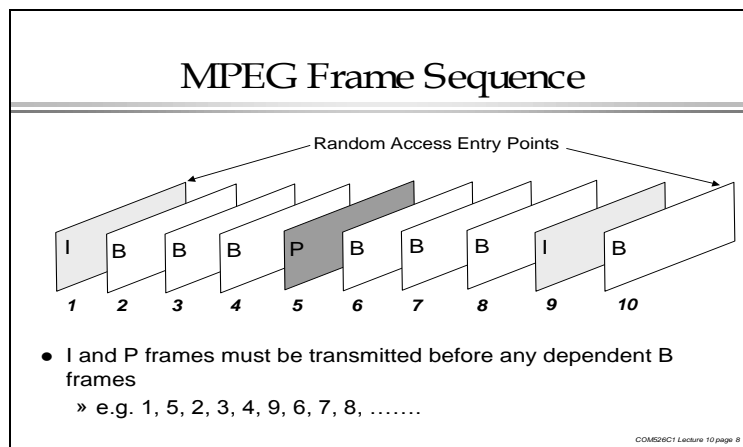 MPEG Frame Sequence
Random Access Entry Points
I B B B P B B B I B
1 2 3 4 5 6 7 8 9 10
● I and P frames must be transmitted before any dependent B
frames
» e.g. 1, 5, 2, 3, 4, 9, 6, 7, 8, …….
COM526C1 Lecture 10 page 8